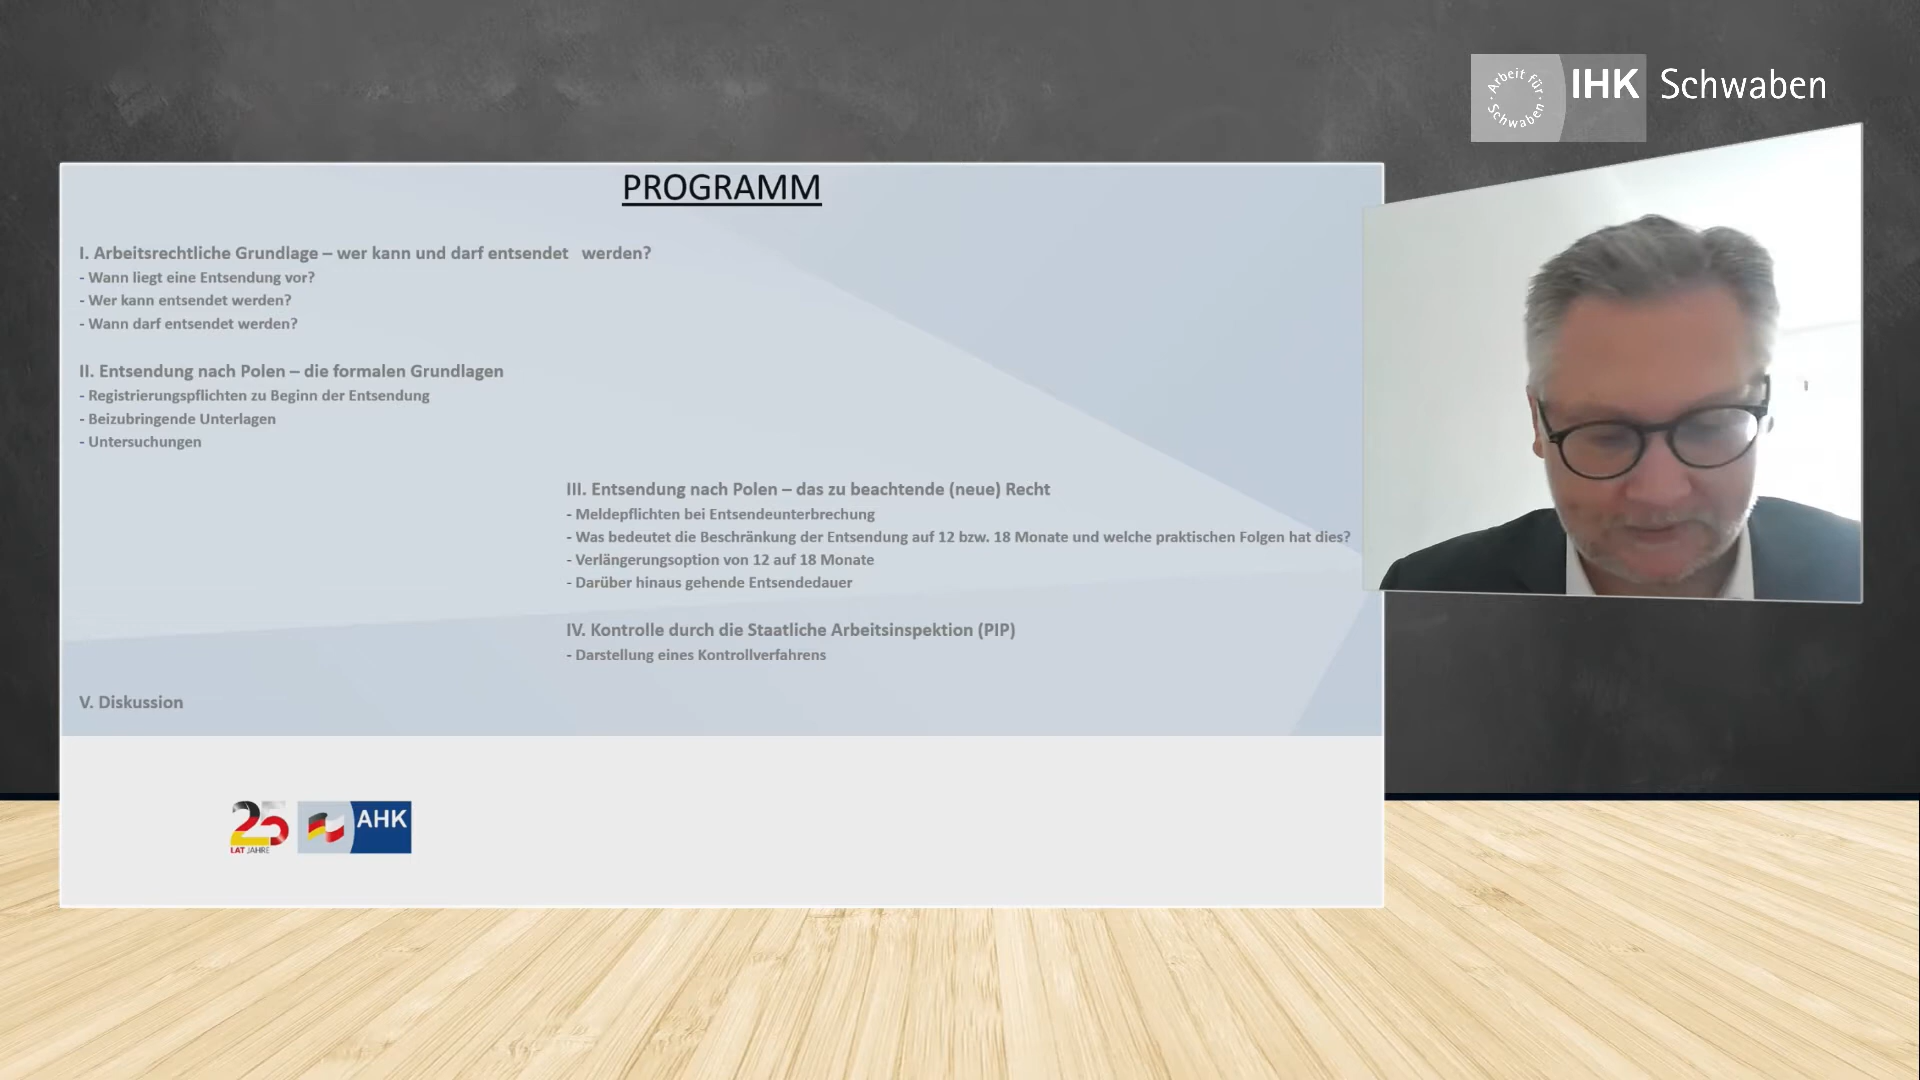 Arbeit für Schwaben
IHK Schwaben
PROGRAMM
I. Arbeitsrechtliche Grundlage – wer kann und darf entsendet werden?
- Wann liegt eine Entsendung vor?
- Wer kann entsendet werden?
- Wann darf entsendet werden?
II. Entsendung nach Polen – die formalen Grundlagen
- Registrierungspflichten zu Beginn der Entsendung
- Beizubringende Unterlagen
- Untersuchungen
III. Entsendung nach Polen – das zu beachtende (neue) Recht
- Meldepflichten bei Entsendeunterbrechung
- Was bedeutet die Beschränkung der Entsendung auf 12 bzw. 18 Monate und welche praktischen Folgen hat dies?
- Verlängerungsoption von 12 auf 18 Monate
- Darüber hinaus gehende Entsendedauer
IV. Kontrolle durch die Staatliche Arbeitsinspektion (PIP)
- Darstellung eines Kontrollverfahrens
V. Diskussion
25
LAT JAHRE
AHK